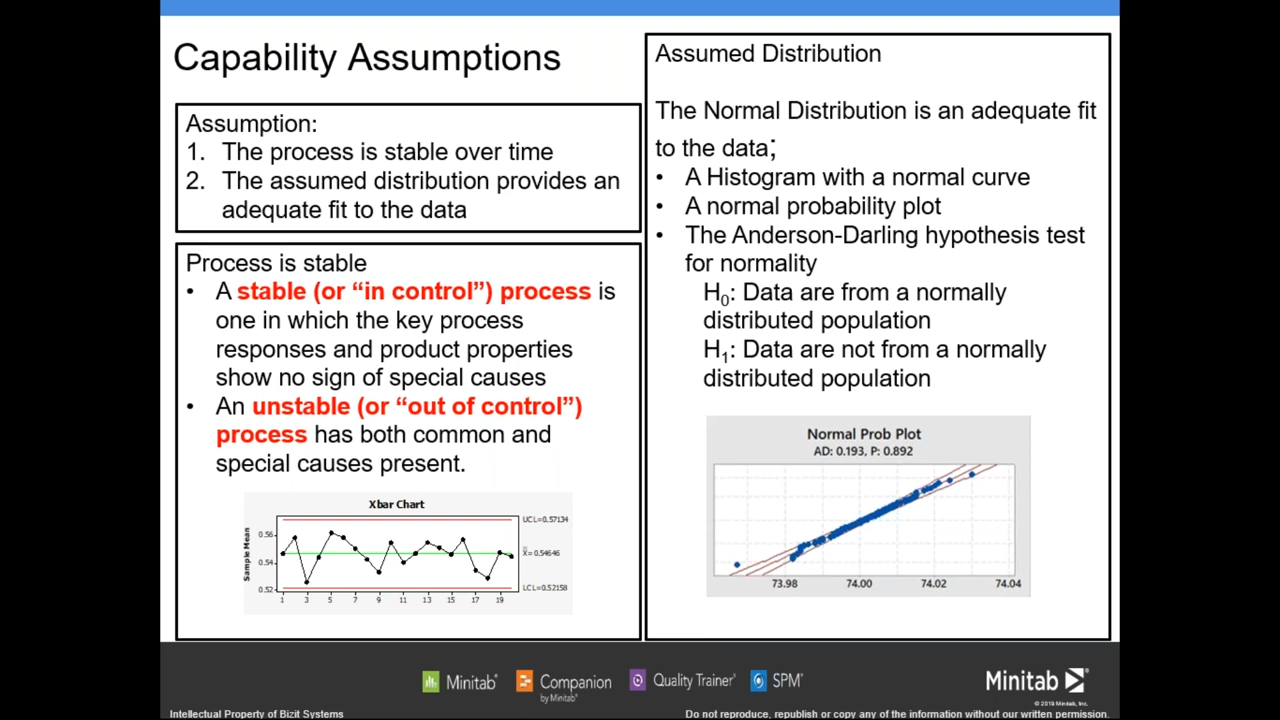 Capability Assumptions
Assumption:
1. The process is stable over time
2. The assumed distribution provides an
adequate fit to the data
Process is stable
• A stable (or “in control”) process is
one in which the key process
responses and product properties
show no sign of special causes
• An unstable (or “out of control”)
process has both common and
special causes present.
Xbar Chart
Sample Mean
0.56
0.54
0.52
UCL=0.57134
X=0.54646
LCL=0.52158
1 3 5 7 9 11 13 15 17 19
Assumed Distribution
The Normal Distribution is an adequate fit
to the data;
• A Histogram with a normal curve
• A normal probability plot
• The Anderson-Darling hypothesis test
for normality
H0: Data are from a normally
distributed population
H1: Data are not from a normally
distributed population
Normal Prob Plot
AD: 0.193, P: 0.892
73.98 74.00 74.02 74.04
Minitab® Companion by Minitab® Quality Trainer® SPM®
Minitab®
© 2019 Minitab, Inc.
Intellectual Property of Bizit Systems
Do not reproduce, republish or copy any of the information without our written permission.